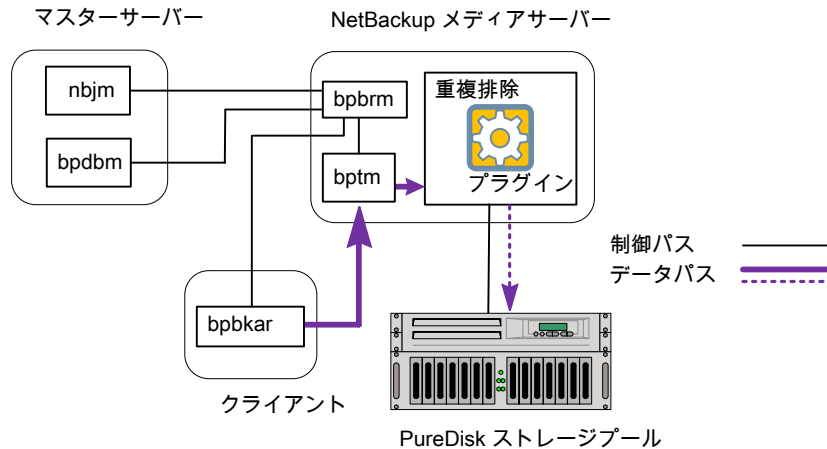 マスターサーバー
NetBackup メディアサーバー
nbjm
bpdbm
bpbrm
bptm
重複排除
プラグイン
制御パス
データパス
bpbkar
クライアント
PureDisk ストレージプール